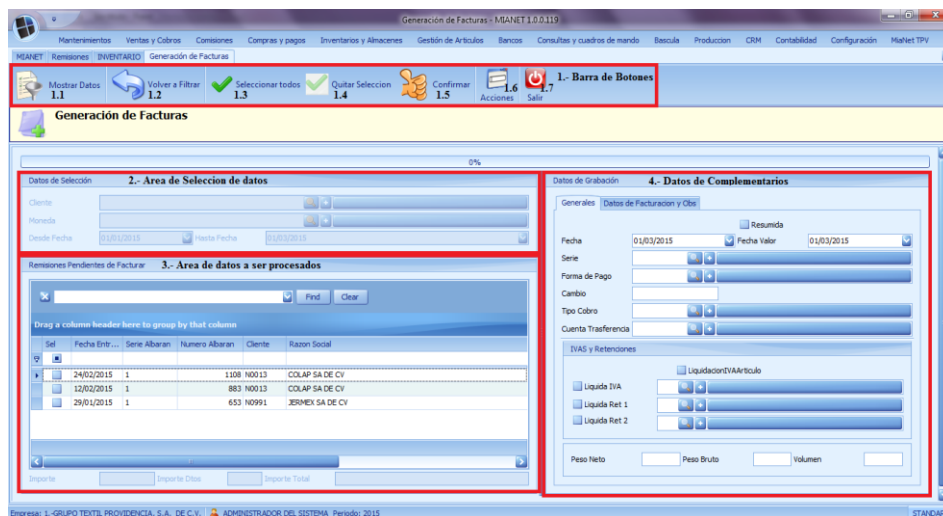 Generación de Facturas - MIANET 1.0.0.119
Mantenimientos Ventas y Cobros Comisiones Compras y pagos Inventarios y Almacenes Gestión de Articulos Bancos Consultas y cuadros de mando Bascula Produccion CRM Contabilidad Configuración MiaNet TPV
MIANET Remisiones INVENTARIO Generación de Facturas
Mostrar Datos Volver a Filtrar Seleccionar todos Quitar Seleccion Confirmar Acciones Salir 1.- Barra de Botones
1.1 1.2 1.3 1.4 1.5 1.6 1.7
Generación de Facturas
0%
Datos de Selección 2.- Area de Seleccion de datos
Cliente
Moneda
Desde Fecha 01/01/2015 Hasta Fecha 01/03/2015
Remisiones Pendientes de Facturar 3.- Area de datos a ser procesados
Find Clear
Drag a column header here to group by that column
Sel Fecha Entr... Serie Albaran Numero Albaran Cliente Razon Social
24/02/2015 1 1108 N0013 COLAP SA DE CV
12/02/2015 1 883 N0013 COLAP SA DE CV
29/01/2015 1 653 N0991 JERMEX SA DE CV
Importe Importe Dtos Importe Total
Datos de Grabación 4.- Datos de Complementarios
Generales Datos de Facturacion y Obs
Resumida
Fecha 01/03/2015 Fecha Valor 01/03/2015
Serie
Forma de Pago
Cambio
Tipo Cobro
Cuenta Trasferencia
IVAS y Retenciones
LiquidacionIVAArticulo
Liquida IVA
Liquida Ret 1
Liquida Ret 2
Peso Neto Peso Bruto Volumen
Empresa: 1.-GRUPO TEXTIL PROVIDENCIA, S.A. DE C.V. ADMINISTRADOR DEL SISTEMA Periodo: 2015 STANDAR